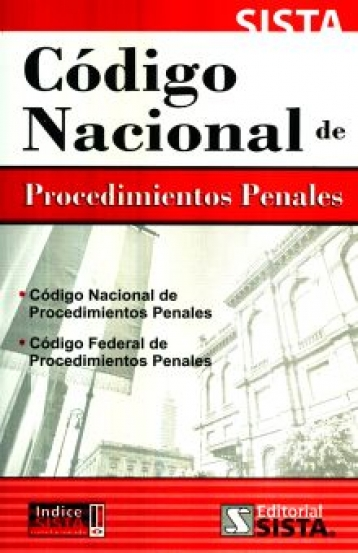 SISTA
Código
Nacional de
Procedimientos Penales
• Código Nacional de
Procedimientos Penales
• Código Federal de
Procedimientos Penales
Indice
SISTA
Editorial
SISTA®